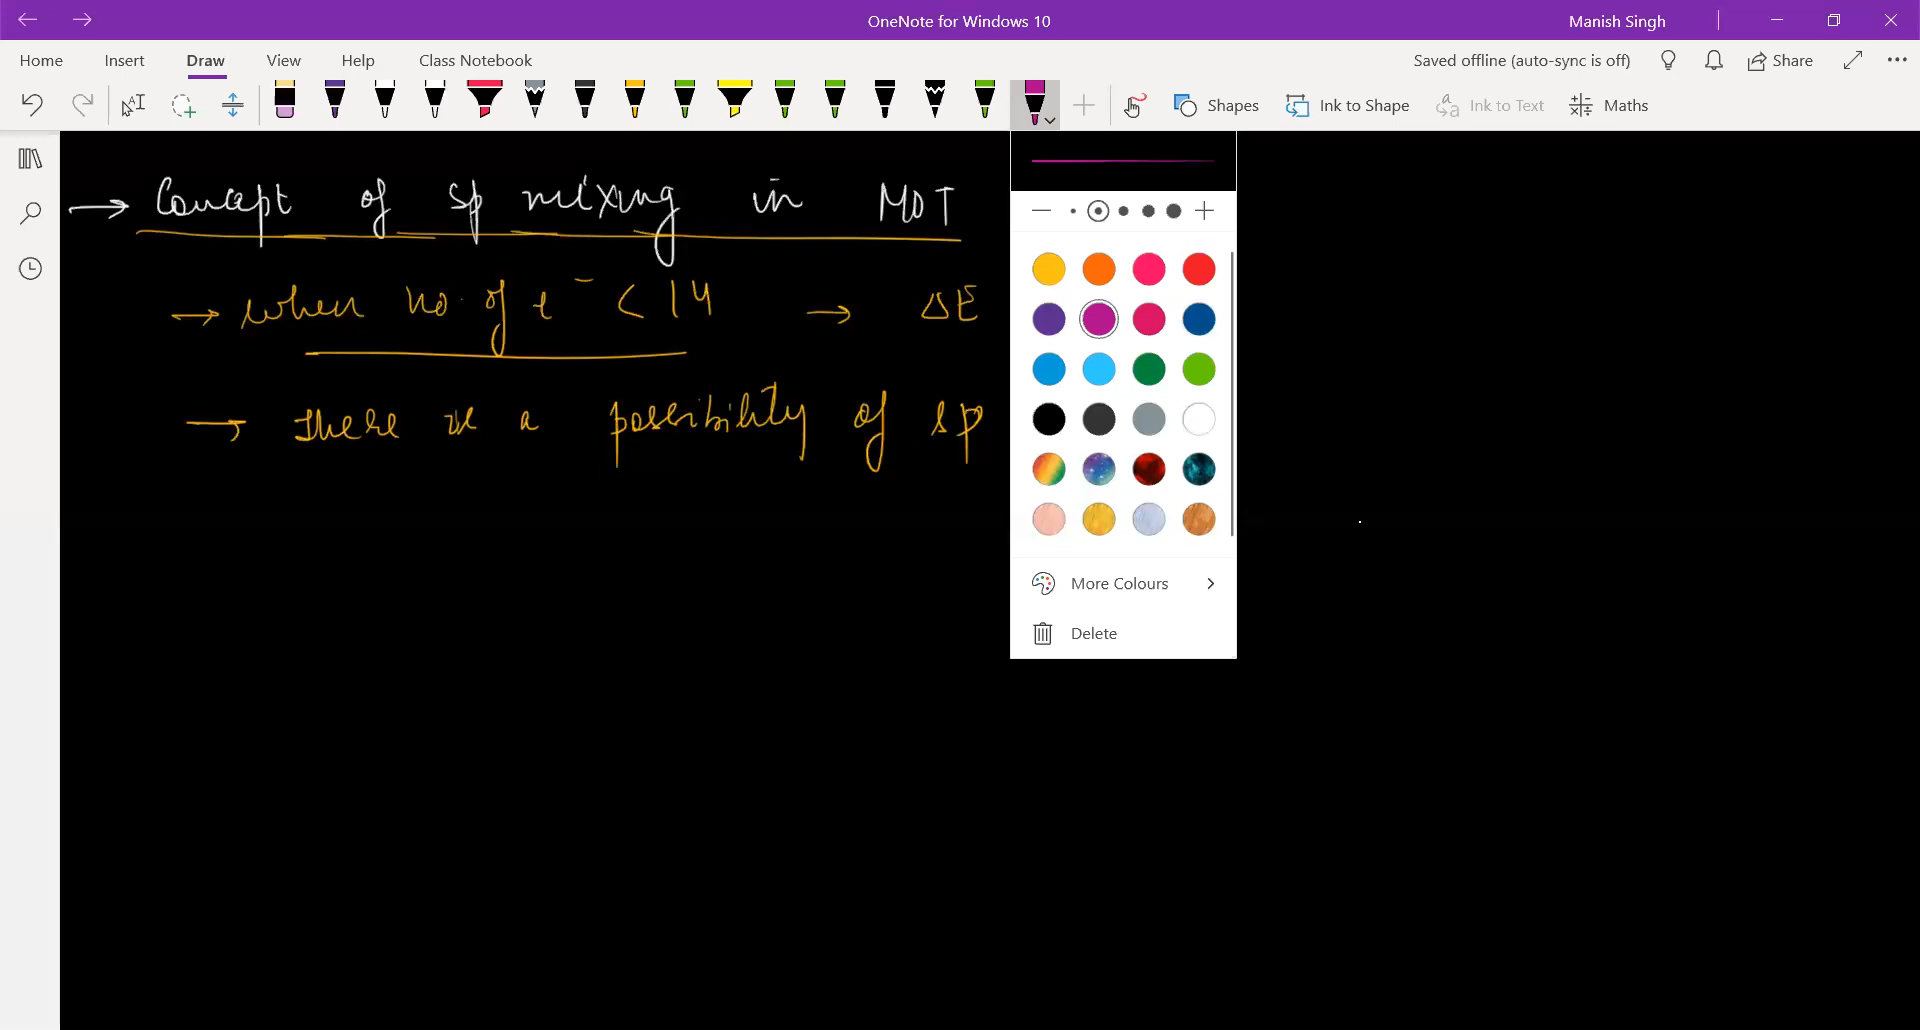 OneNote for Windows 10
Manish Singh
Home Insert Draw View Help Class Notebook
Saved offline (auto-sync is off) Share
Shapes Ink to Shape Ink to Text Maths
→ Concept of sp mixing in MOT
→ when no. of e⁻ < 14 → ΔE
→ There is a possibility of sp
More Colours
Delete